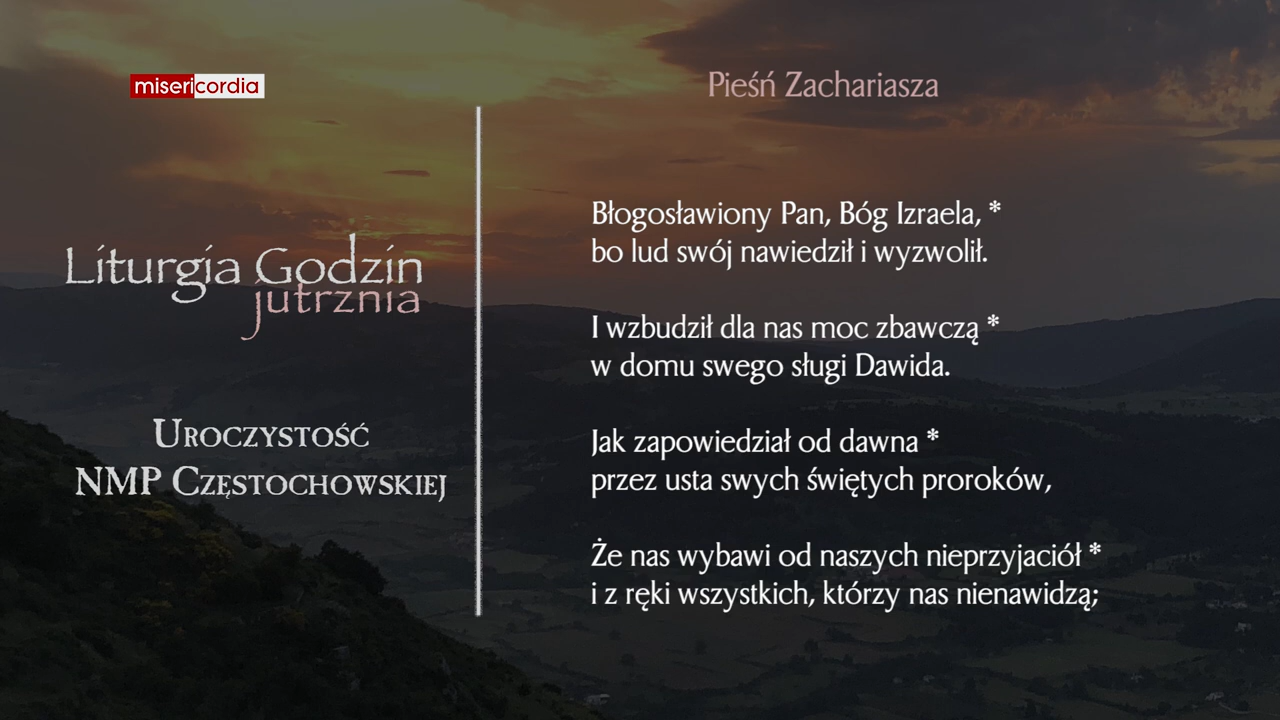 misericordia
Liturgia Godzin
jutrznia
Uroczystość
NMP Częstochowskiej
Pieśń Zachariasza
Błogosławiony Pan, Bóg Izraela, *
bo lud swój nawiedził i wyzwolił.
I wzbudził dla nas moc zbawczą *
w domu swego sługi Dawida.
Jak zapowiedział od dawna *
przez usta swych świętych proroków,
Że nas wybawi od naszych nieprzyjaciół *
i z ręki wszystkich, którzy nas nienawidzą;